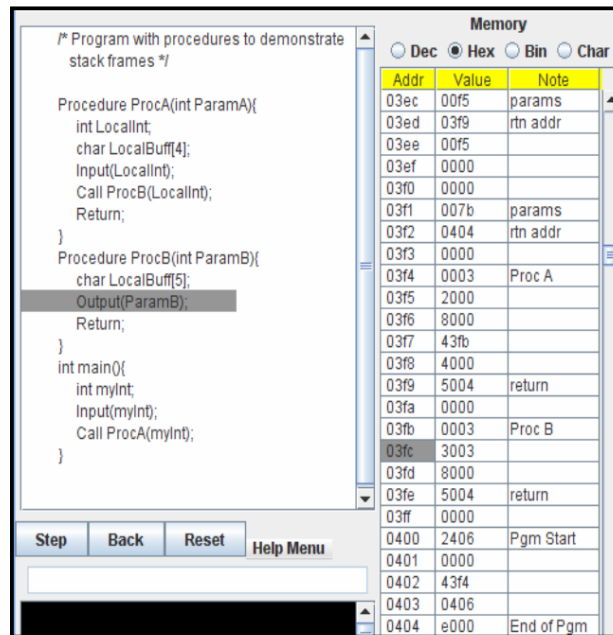 /* Program with procedures to demonstrate
stack frames */
Procedure ProcA(int ParamA){
int LocalInt;
char LocalBuff[4];
Input(LocalInt);
Call ProcB(LocalInt);
Return;
}
Procedure ProcB(int ParamB){
char LocalBuff[5];
Output(ParamB);
Return;
}
int main(){
int myInt;
Input(myInt);
Call ProcA(myInt);
}
Step Back Reset Help Menu
Memory
Dec Hex Bin Char
Addr Value Note
03ec 00f5 params
03ed 03f9 rtn addr
03ee 00f5
03ef 0000
03f0 0000
03f1 007b params
03f2 0404 rtn addr
03f3 0000
03f4 0003 Proc A
03f5 2000
03f6 8000
03f7 43fb
03f8 4000
03f9 5004 return
03fa 0000
03fb 0003 Proc B
03fc 3003
03fd 8000
03fe 5004 return
03ff 0000
0400 2406 Pgm Start
0401 0000
0402 43f4
0403 0406
0404 e000 End of Pgm